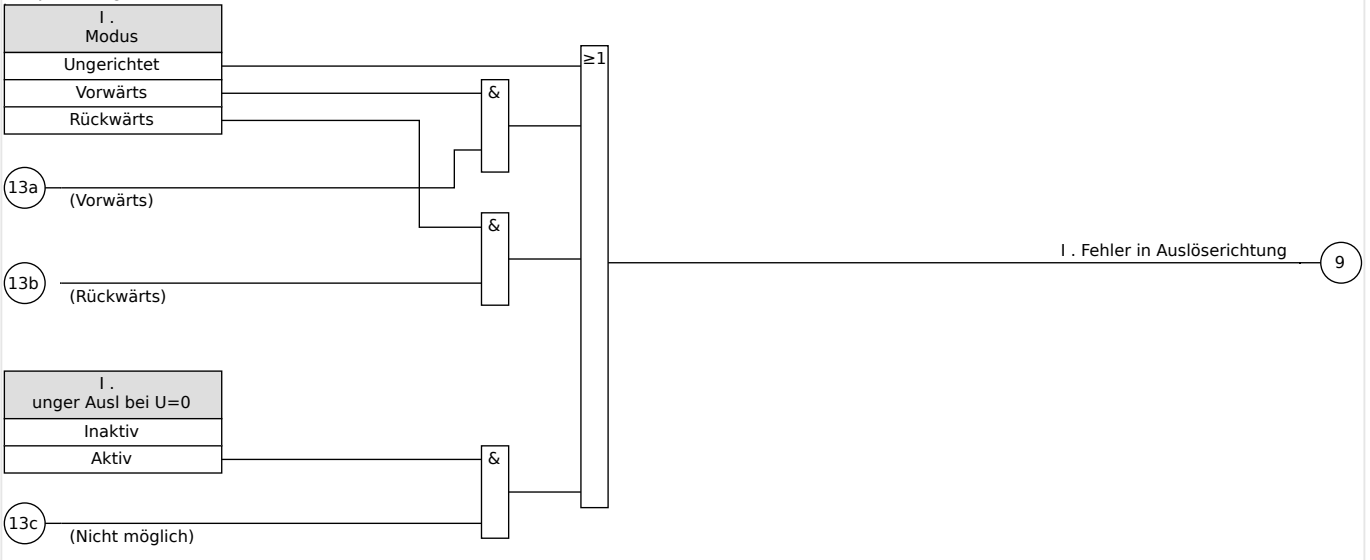 I .
Modus
Ungerichtet
Vorwärts
Rückwärts
≥1
&
13a
(Vorwärts)
&
13b
(Rückwärts)
I . Fehler in Auslöserichtung
9
I .
unger Ausl bei U=0
Inaktiv
Aktiv
&
13c
(Nicht möglich)